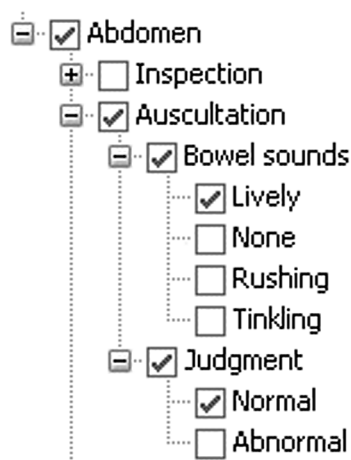 Abdomen
Inspection
Auscultation
Bowel sounds
Lively
None
Rushing
Tinkling
Judgment
Normal
Abnormal